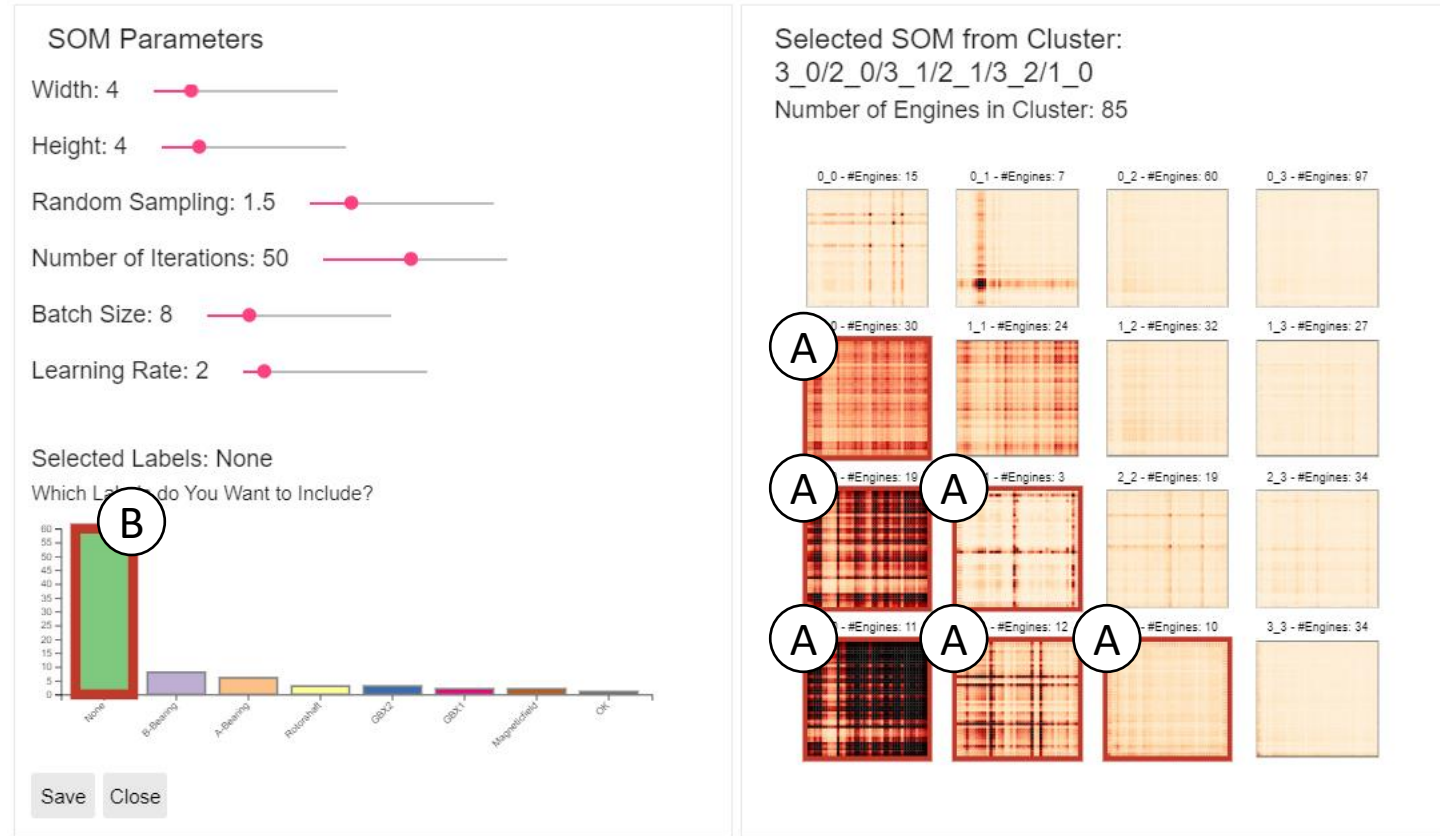 SOM Parameters
Width: 4
Height: 4
Random Sampling: 1.5
Number of Iterations: 50
Batch Size: 8
Learning Rate: 2
Selected Labels: None
Which Labels do You Want to Include?
B
60
55
50
45
40
35
30
25
20
15
10
5
0
None
B-Bearing
A-Bearing
Rotorshaft
GBX2
GBX1
Magneticfield
OK
Save Close
Selected SOM from Cluster:
3_0/2_0/3_1/2_1/3_2/1_0
Number of Engines in Cluster: 85
0_0 - #Engines: 15 0_1 - #Engines: 7 0_2 - #Engines: 60 0_3 - #Engines: 97
A 0 - #Engines: 30 1_1 - #Engines: 24 1_2 - #Engines: 32 1_3 - #Engines: 27
A - #Engines: 19 A 1 - #Engines: 3 2_2 - #Engines: 19 2_3 - #Engines: 34
A - #Engines: 11 A - #Engines: 12 A - #Engines: 10 3_3 - #Engines: 34